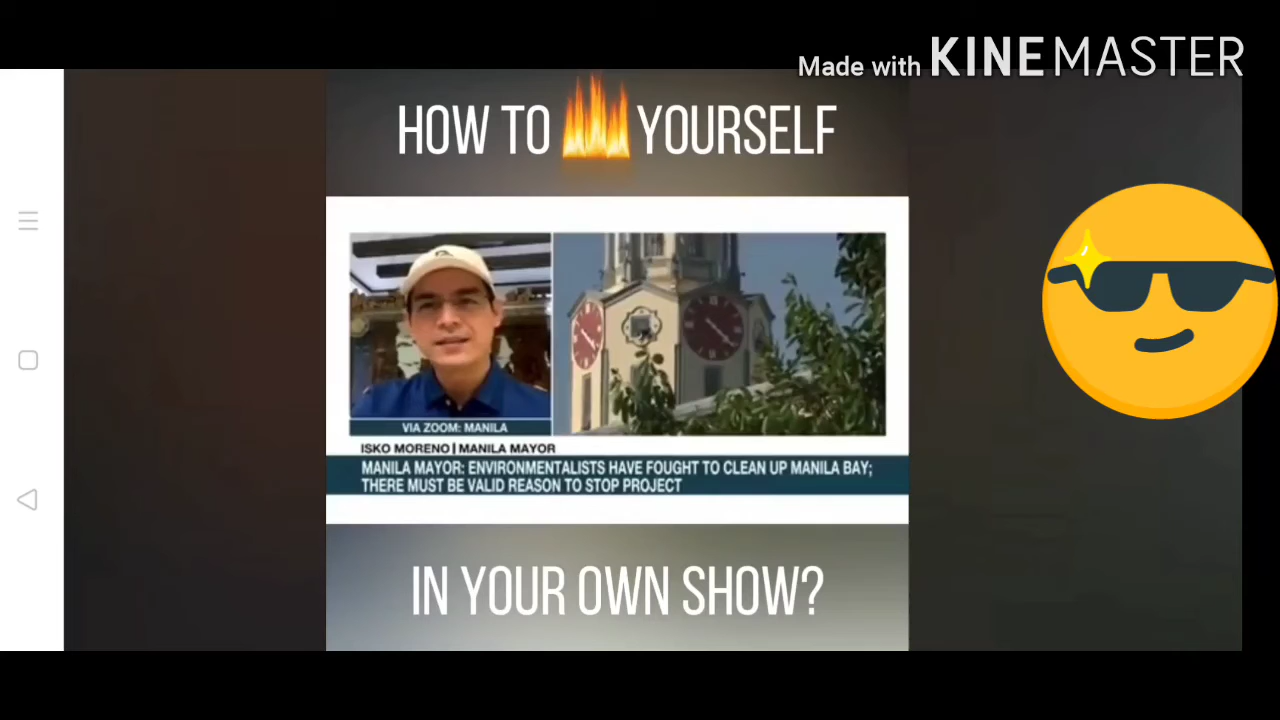 Made with KINEMASTER
HOW TO YOURSELF
VIA ZOOM: MANILA
ISKO MORENO | MANILA MAYOR
MANILA MAYOR: ENVIRONMENTALISTS HAVE FOUGHT TO CLEAN UP MANILA BAY;
THERE MUST BE VALID REASON TO STOP PROJECT
IN YOUR OWN SHOW?